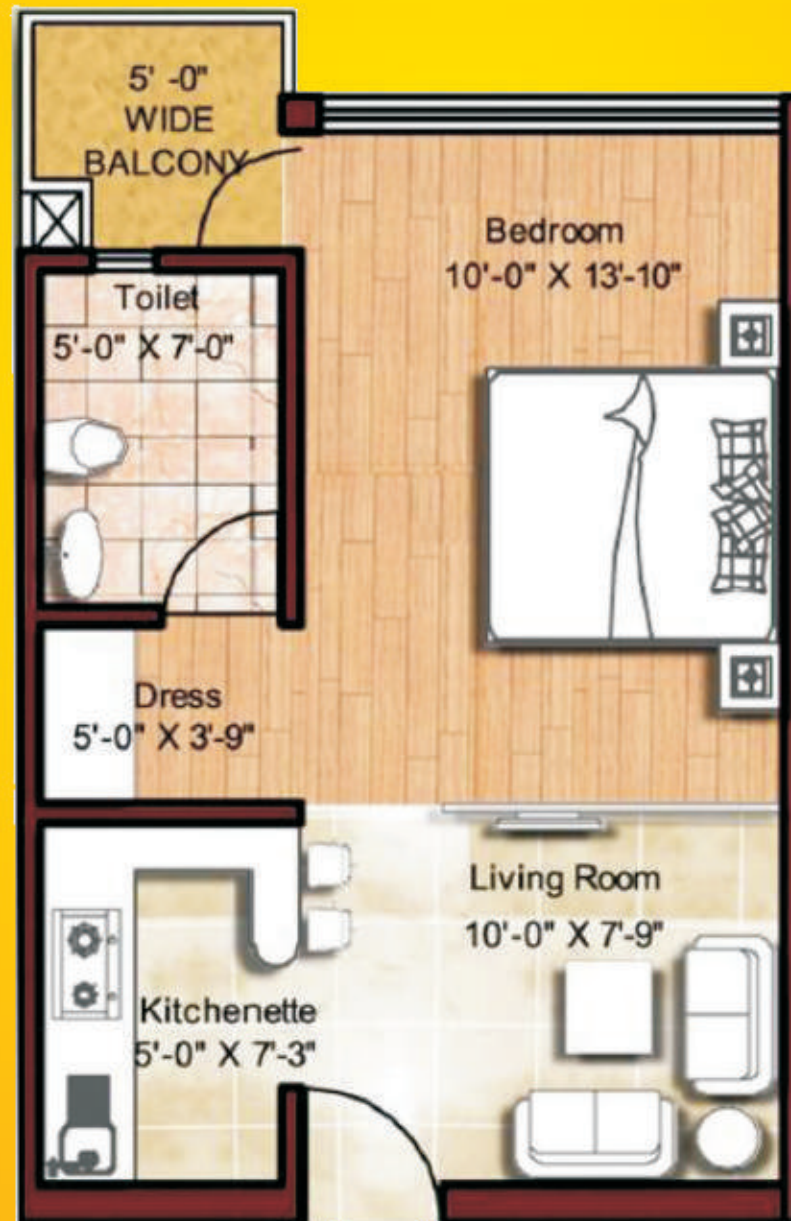 5' -0"
WIDE
BALCONY
Bedroom
10'-0" X 13'-10"
Toilet
5'-0" X 7'-0"
Dress
5'-0" X 3'-9"
Living Room
10'-0" X 7'-9"
Kitchenette
5'-0" X 7'-3"